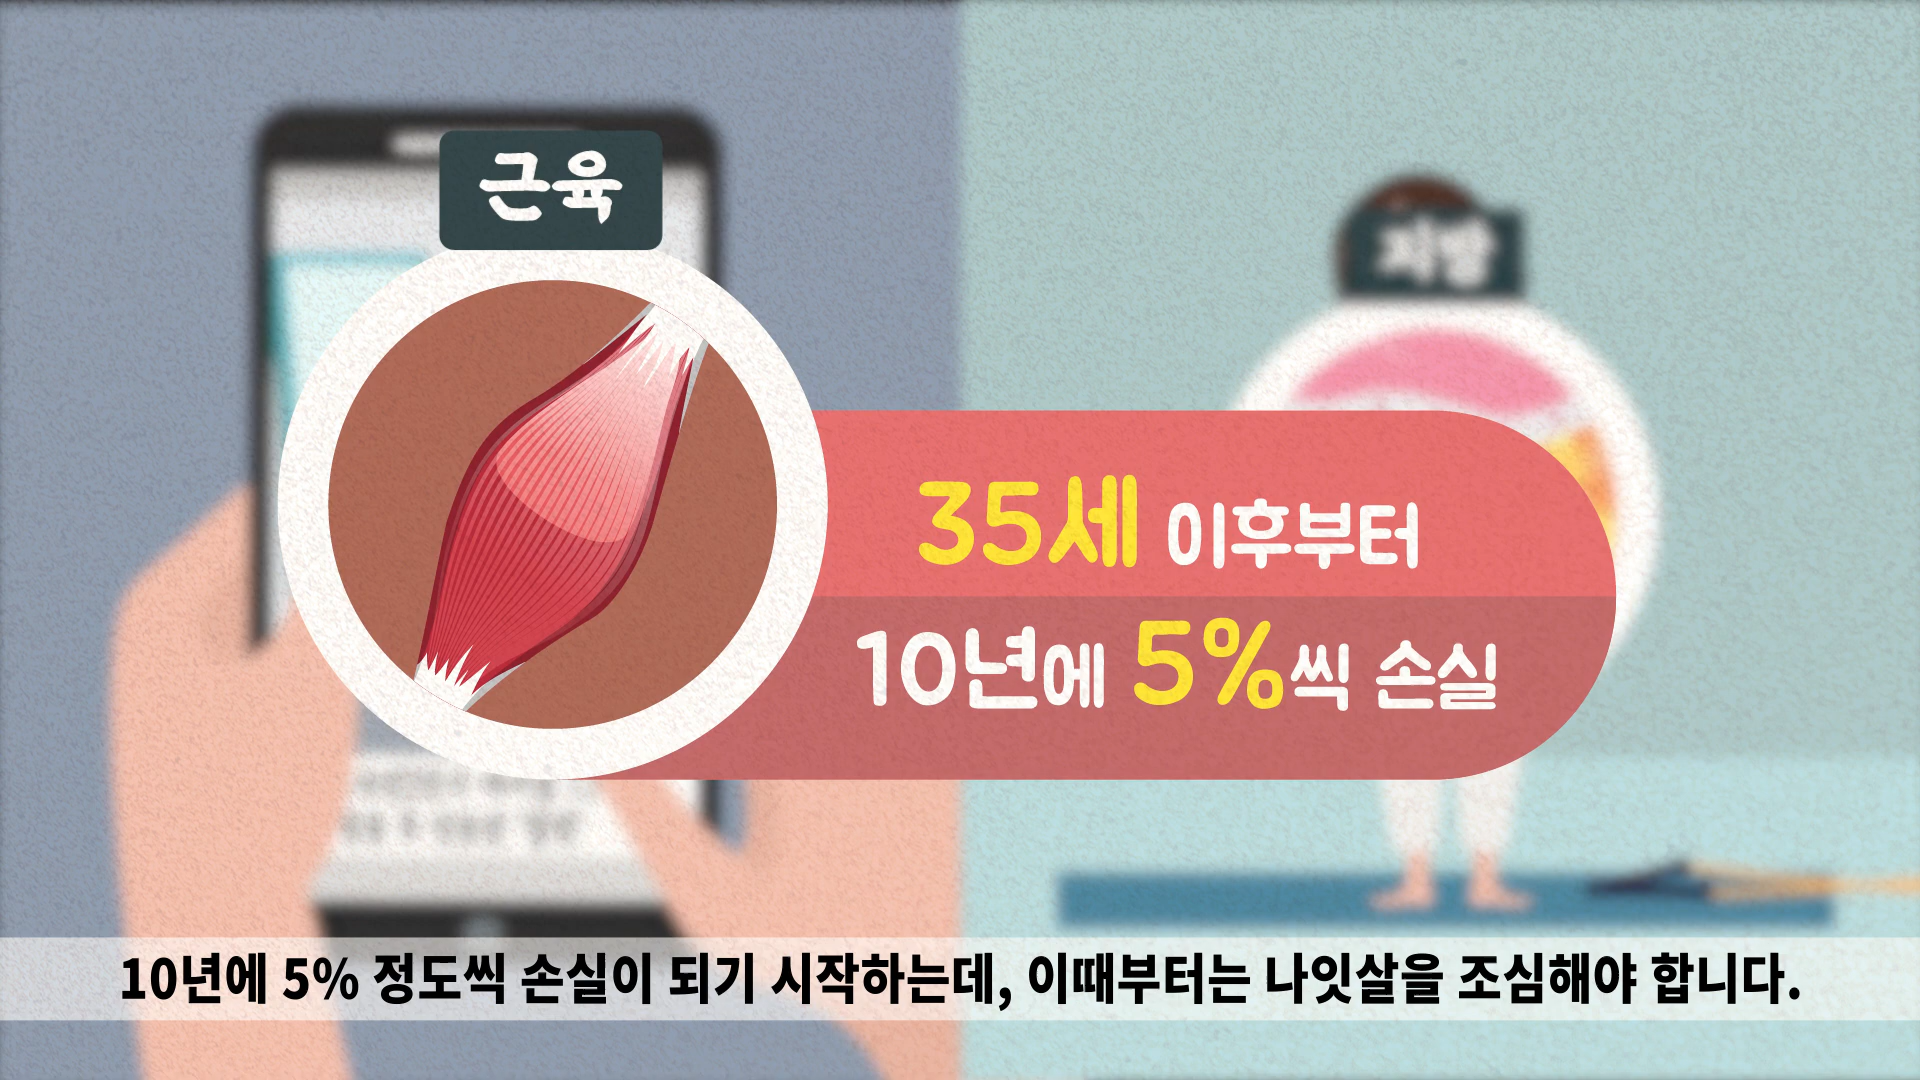 근육
지방
35세 이후부터
10년에 5%씩 손실
10년에 5% 정도씩 손실이 되기 시작하는데, 이때부터는 나잇살을 조심해야 합니다.